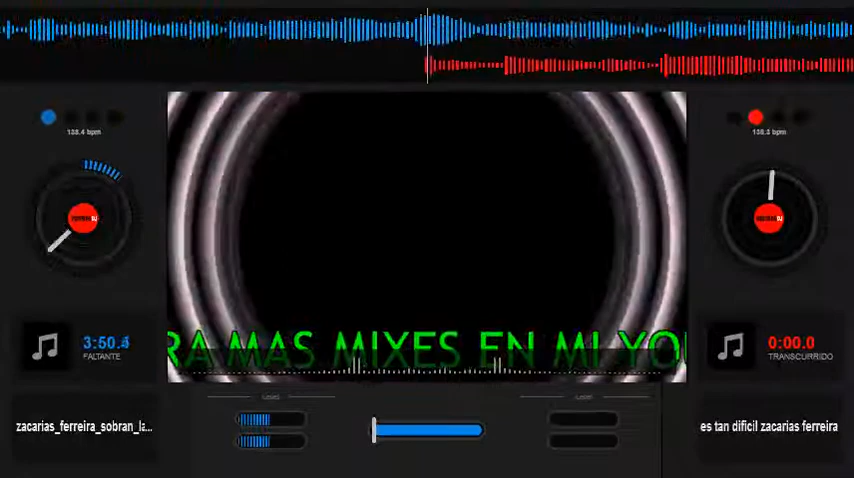 138.4 bpm
138.3 bpm
RA MAS MIXES EN MI YO
3:50.4
FALTANTE
0:00.0
TRANSCURRIDO
zacarias_ferreira_sobran_la...
es tan dificil zacarias ferreira